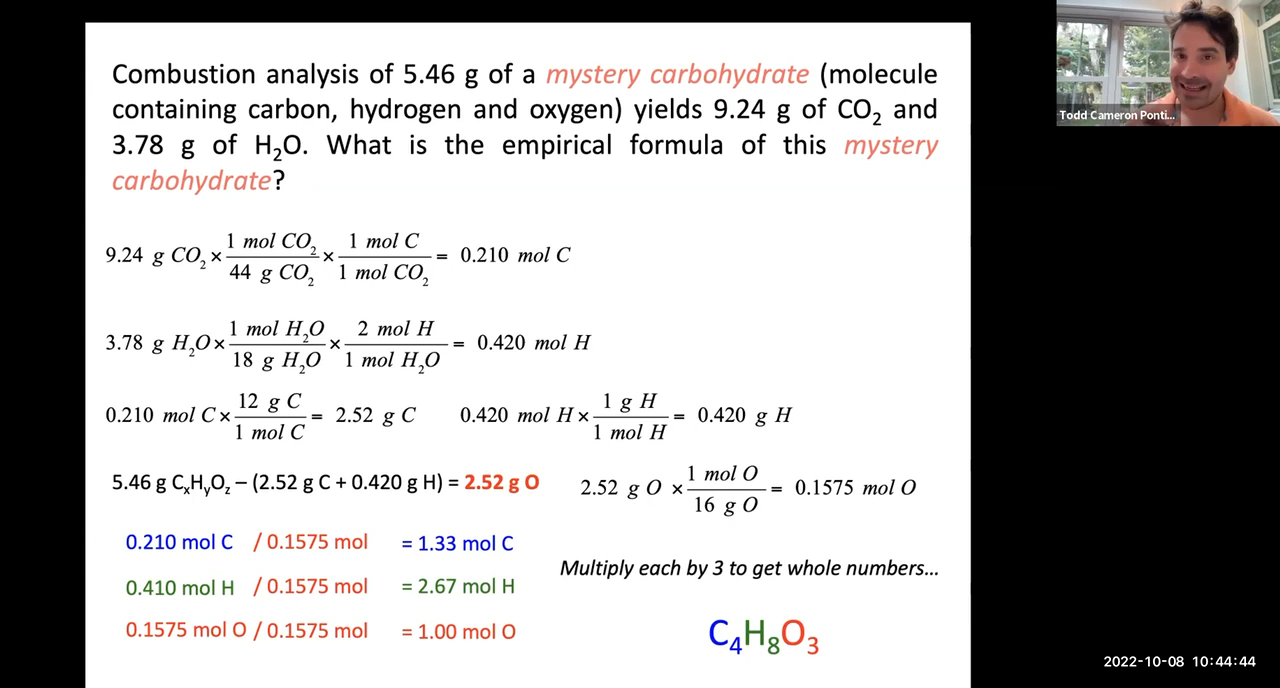 Combustion analysis of 5.46 g of a mystery carbohydrate (molecule
containing carbon, hydrogen and oxygen) yields 9.24 g of CO₂ and
3.78 g of H₂O. What is the empirical formula of this mystery
carbohydrate?
Todd Cameron Ponti...
9.24 g CO₂ × 1 mol CO₂ / 44 g CO₂ × 1 mol C / 1 mol CO₂ = 0.210 mol C
3.78 g H₂O × 1 mol H₂O / 18 g H₂O × 2 mol H / 1 mol H₂O = 0.420 mol H
0.210 mol C × 12 g C / 1 mol C = 2.52 g C 0.420 mol H × 1 g H / 1 mol H = 0.420 g H
5.46 g CₓHᵧO_z – (2.52 g C + 0.420 g H) = 2.52 g O 2.52 g O × 1 mol O / 16 g O = 0.1575 mol O
0.210 mol C / 0.1575 mol = 1.33 mol C
0.410 mol H / 0.1575 mol = 2.67 mol H
0.1575 mol O / 0.1575 mol = 1.00 mol O
Multiply each by 3 to get whole numbers...
C₄H₈O₃
2022-10-08 10:44:44